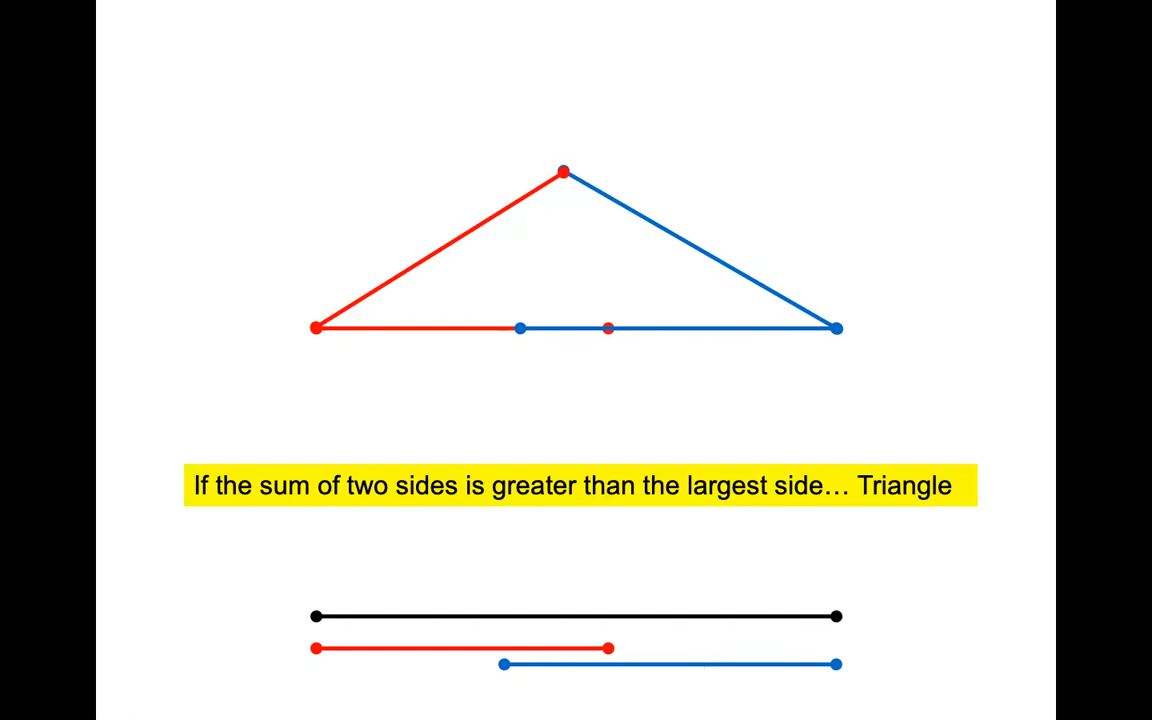 If the sum of two sides is greater than the largest side… Triangle